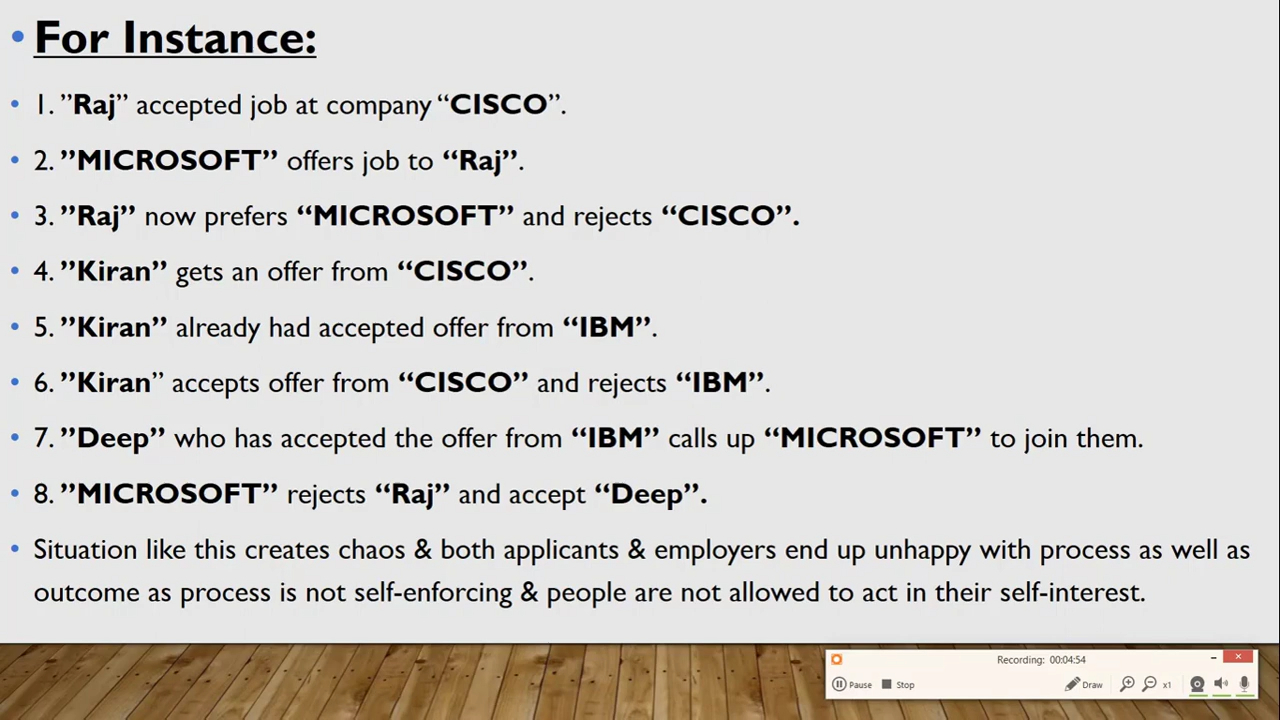 • For Instance:
• 1. ”Raj” accepted job at company “CISCO”.
• 2. ”MICROSOFT” offers job to “Raj”.
• 3. ”Raj” now prefers “MICROSOFT” and rejects “CISCO”.
• 4. ”Kiran” gets an offer from “CISCO”.
• 5. ”Kiran” already had accepted offer from “IBM”.
• 6. ”Kiran” accepts offer from “CISCO” and rejects “IBM”.
• 7. ”Deep” who has accepted the offer from “IBM” calls up “MICROSOFT” to join them.
• 8. ”MICROSOFT” rejects “Raj” and accept “Deep”.
• Situation like this creates chaos & both applicants & employers end up unhappy with process as well as
outcome as process is not self-enforcing & people are not allowed to act in their self-interest.
Recording: 00:04:54
Pause Stop Draw x1